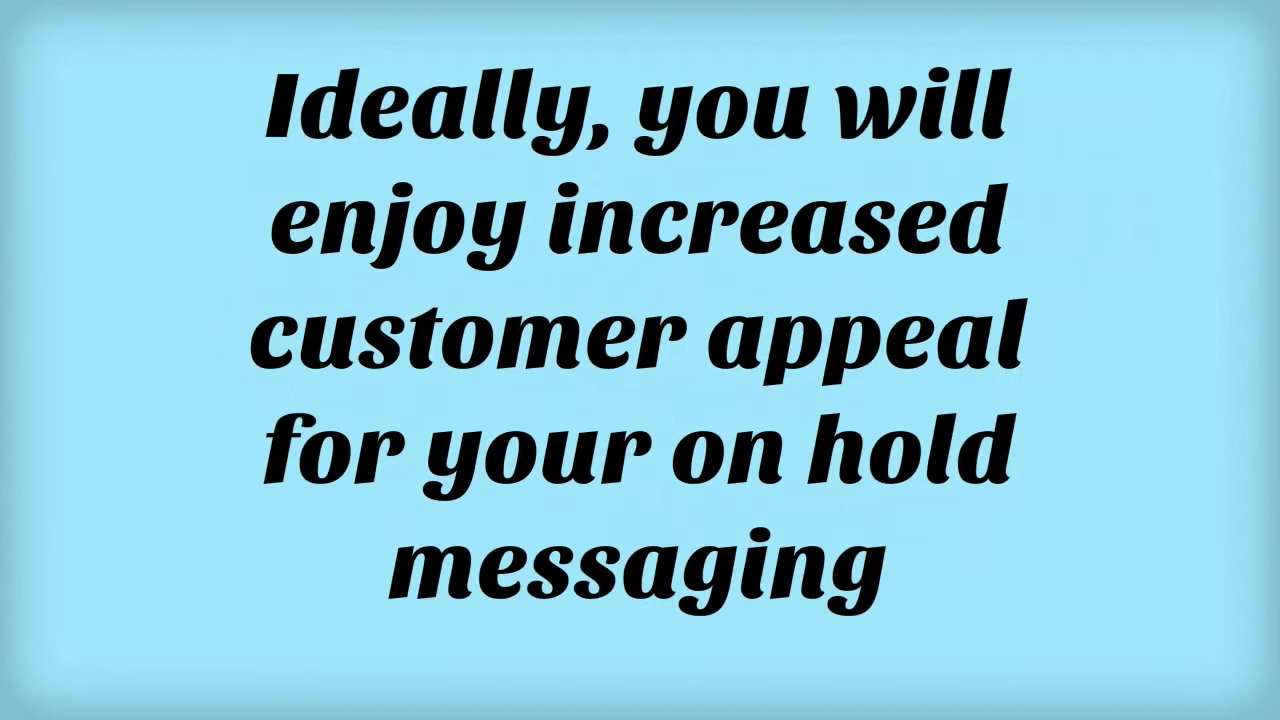 Ideally, you will
enjoy increased
customer appeal
for your on hold
messaging